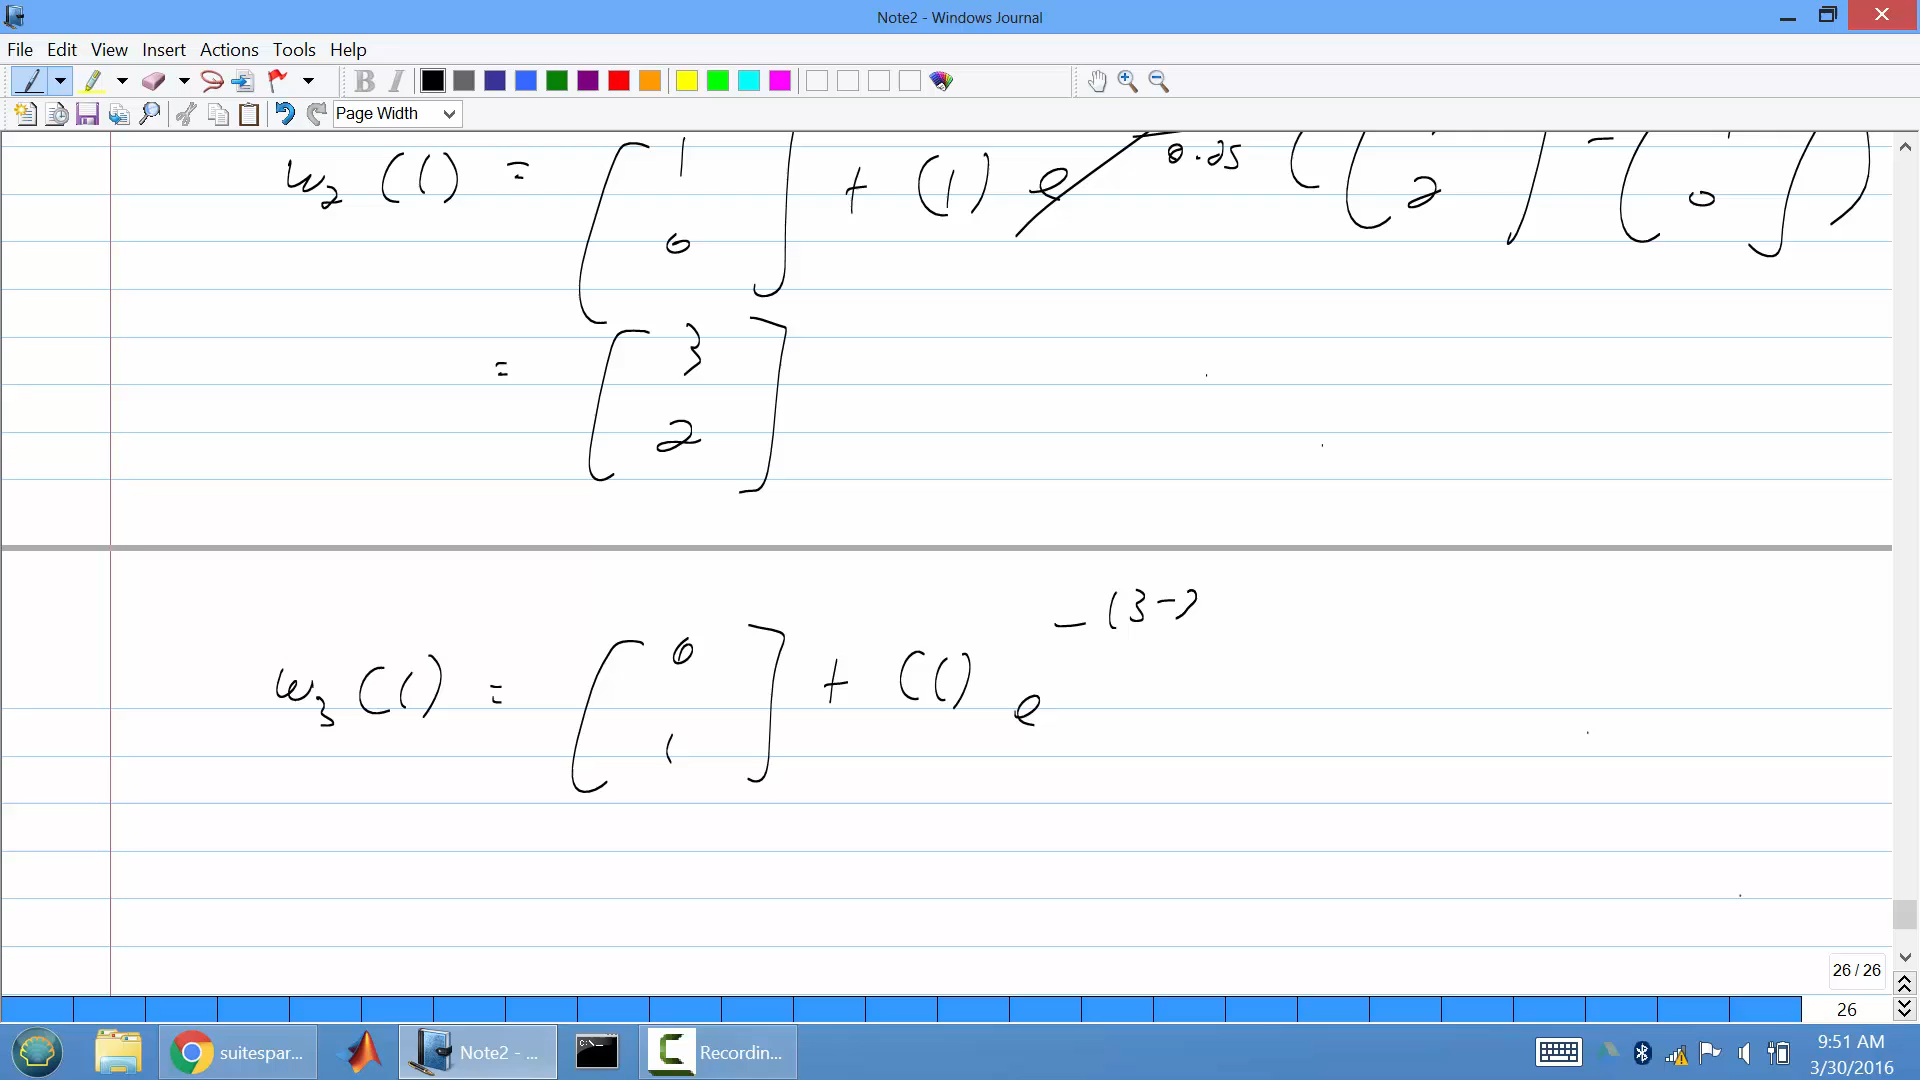 Note2 - Windows Journal
File Edit View Insert Actions Tools Help
B I
Page Width
w2 (1) = [ 1 0 ] + (1) e 0.25 ( [ 2 ] - [ 0 ] )
= [ 3 2 ]
w3 (1) = [ 0 1 ] + (1) e -(3-)
26 / 26
26
suitespar...
Note2 - ...
C:\_
Recordin...
9:51 AM
3/30/2016